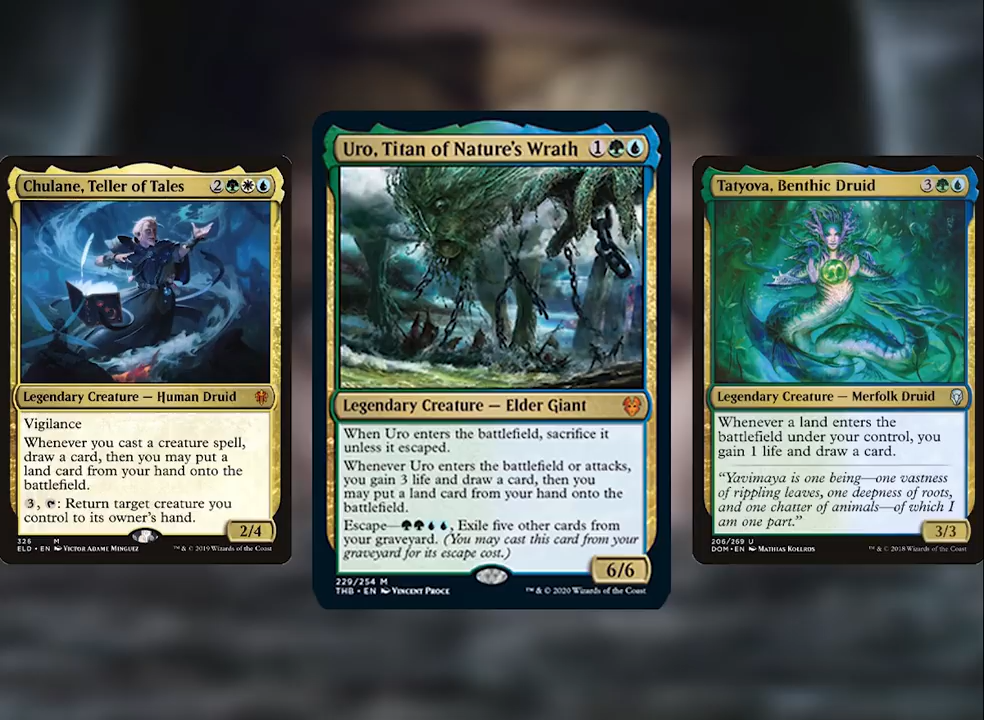 Chulane, Teller of Tales 2
Legendary Creature — Human Druid
Vigilance
Whenever you cast a creature spell,
draw a card, then you may put a
land card from your hand onto the
battlefield.
3, : Return target creature you
control to its owner's hand.
2/4
326 M
ELD • EN VICTOR ADAME MINGUEZ ™ & © 2019 Wizards of the Coast
Uro, Titan of Nature's Wrath 1
Legendary Creature — Elder Giant
When Uro enters the battlefield, sacrifice it
unless it escaped.
Whenever Uro enters the battlefield or attacks,
you gain 3 life and draw a card, then you
may put a land card from your hand onto the
battlefield.
Escape— , Exile five other cards from
your graveyard. (You may cast this card from your
graveyard for its escape cost.)
6/6
229/254 M
THB • EN VINCENT PROCE ™ & © 2020 Wizards of the Coast
Tatyova, Benthic Druid 3
Legendary Creature — Merfolk Druid
Whenever a land enters the
battlefield under your control, you
gain 1 life and draw a card.
“Yavimaya is one being—one vastness
of rippling leaves, one deepness of roots,
and one chatter of animals—of which I
am one part.”
3/3
206/269 U
DOM • EN MATHIAS KOLLROS ™ & © 2018 Wizards of the Coast